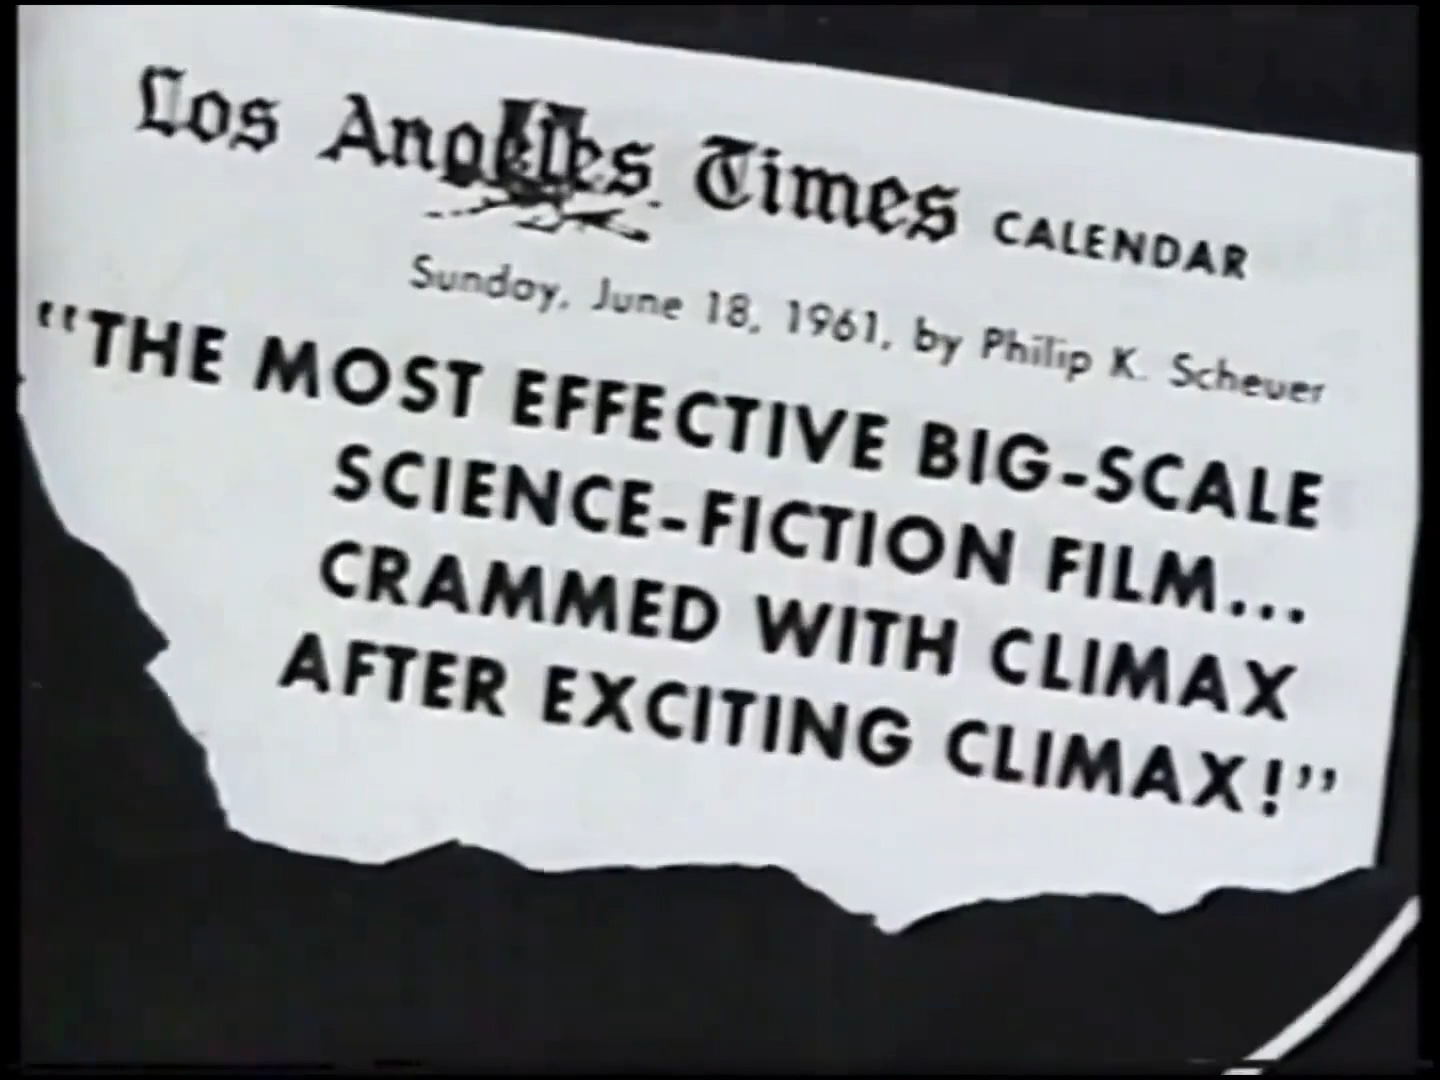 Los Angeles Times CALENDAR
Sunday, June 18, 1961, by Philip K. Scheuer
"THE MOST EFFECTIVE BIG-SCALE
SCIENCE-FICTION FILM...
CRAMMED WITH CLIMAX
AFTER EXCITING CLIMAX!"